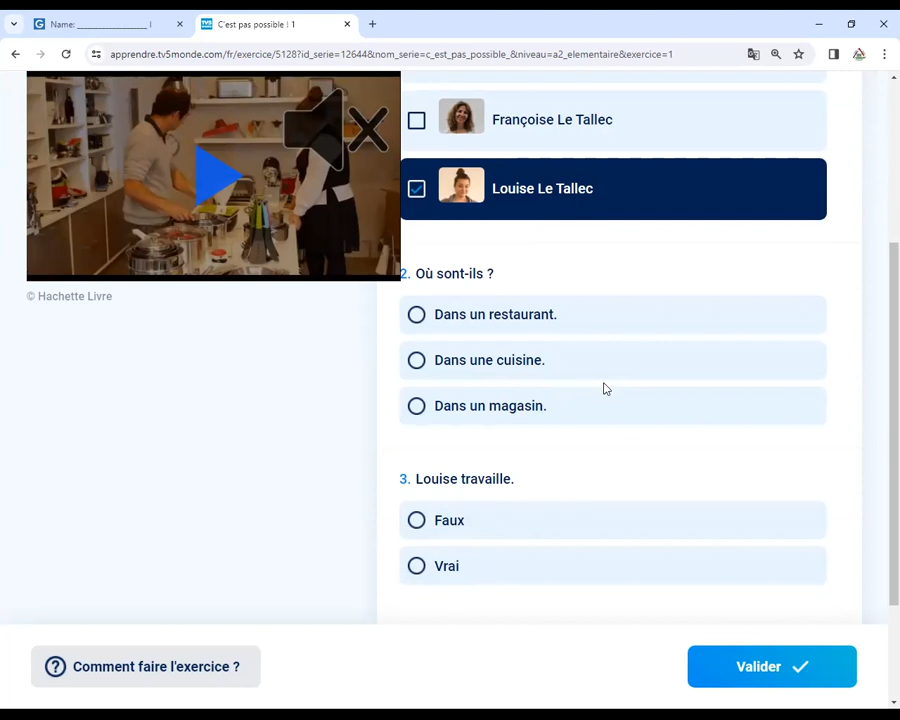 Name: __________________ I
C'est pas possible ! 1
apprendre.tv5monde.com/fr/exercice/5128?id_serie=12644&nom_serie=c_est_pas_possible_&niveau=a2_elementaire&exercice=1
Françoise Le Tallec
Louise Le Tallec
© Hachette Livre
2. Où sont-ils ?
Dans un restaurant.
Dans une cuisine.
Dans un magasin.
3. Louise travaille.
Faux
Vrai
? Comment faire l'exercice ?
Valider